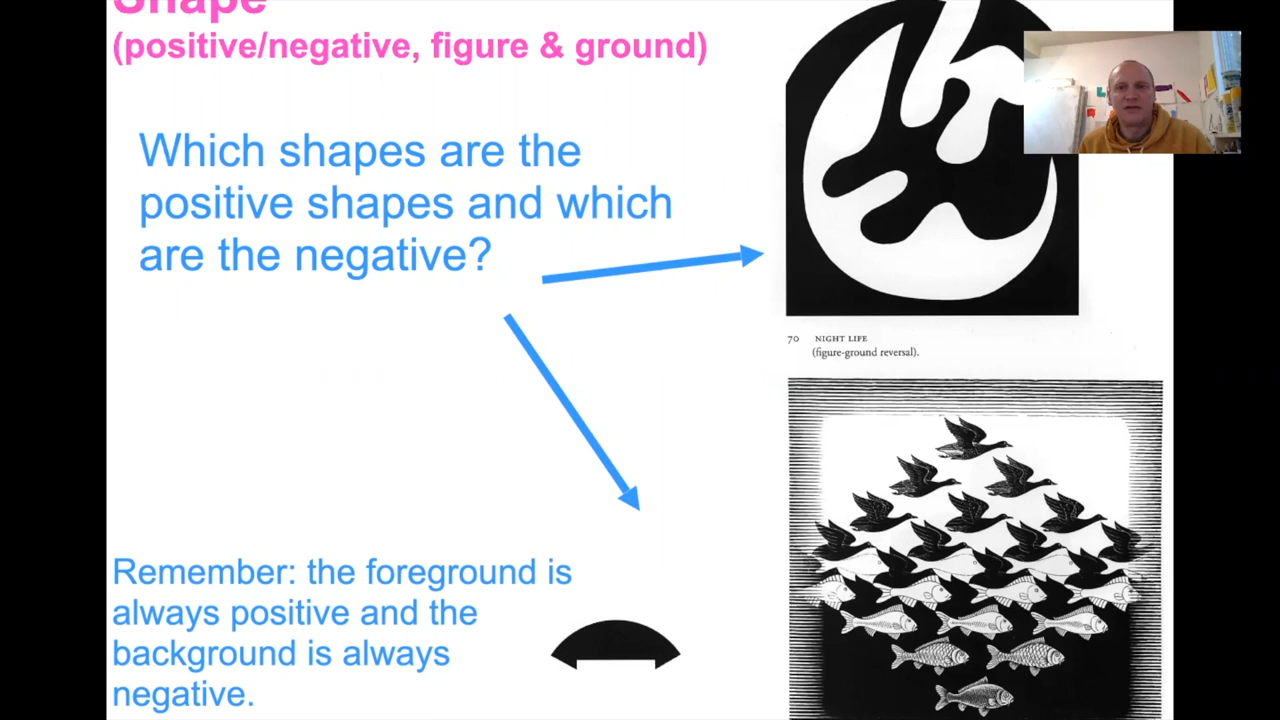 Shape
(positive/negative, figure & ground)
Which shapes are the
positive shapes and which
are the negative?
70 NIGHT LIFE
(figure-ground reversal).
Remember: the foreground is
always positive and the
background is always
negative.